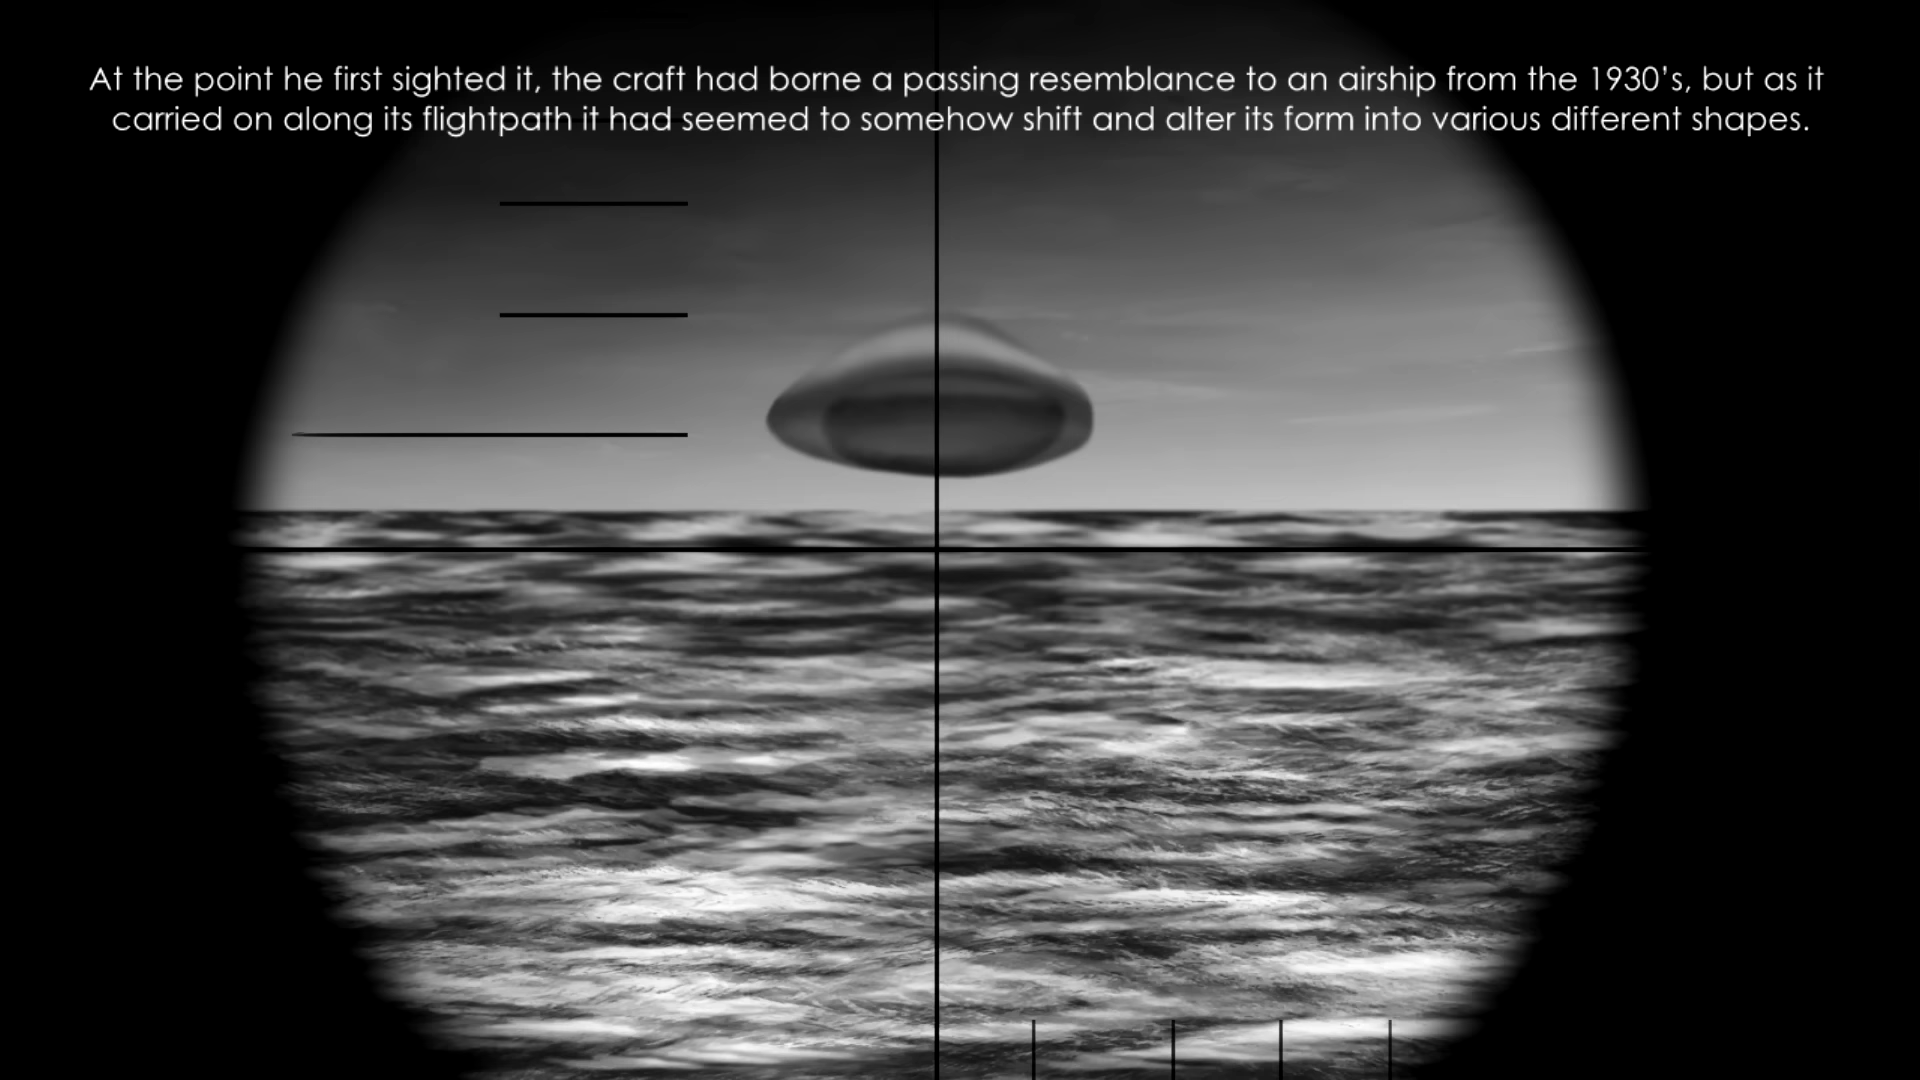 At the point he first sighted it, the craft had borne a passing resemblance to an airship from the 1930's, but as it
carried on along its flightpath it had seemed to somehow shift and alter its form into various different shapes.